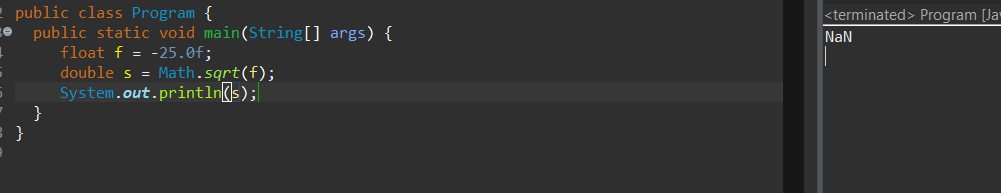 public class Program {
public static void main(String[] args) {
float f = -25.0f;
double s = Math.sqrt(f);
System.out.println(s);
}
}
<terminated> Program [Ja
NaN